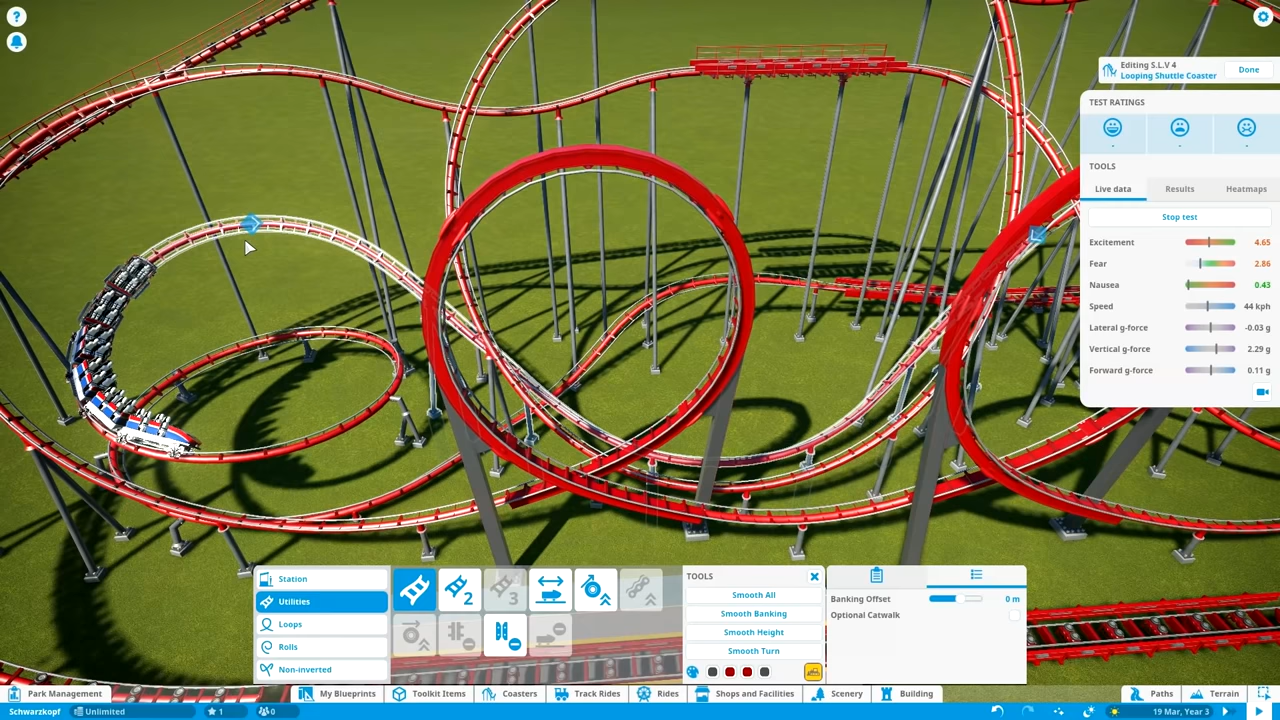 ?
Editing S.L.V 4
Looping Shuttle Coaster
Done
TEST RATINGS
- - -
TOOLS
Live data Results Heatmaps
Stop test
Excitement 4.65
Fear 2.86
Nausea 0.43
Speed 44 kph
Lateral g-force -0.03 g
Vertical g-force 2.29 g
Forward g-force 0.11 g
Station
Utilities
Loops
Rolls
Non-inverted
2
3
TOOLS
Smooth All
Smooth Banking
Smooth Height
Smooth Turn
Banking Offset 0 m
Optional Catwalk
Park Management My Blueprints Toolkit Items Coasters Track Rides Rides Shops and Facilities Scenery Building Paths Terrain
Schwarzkopf Unlimited 1 0 19 Mar, Year 3